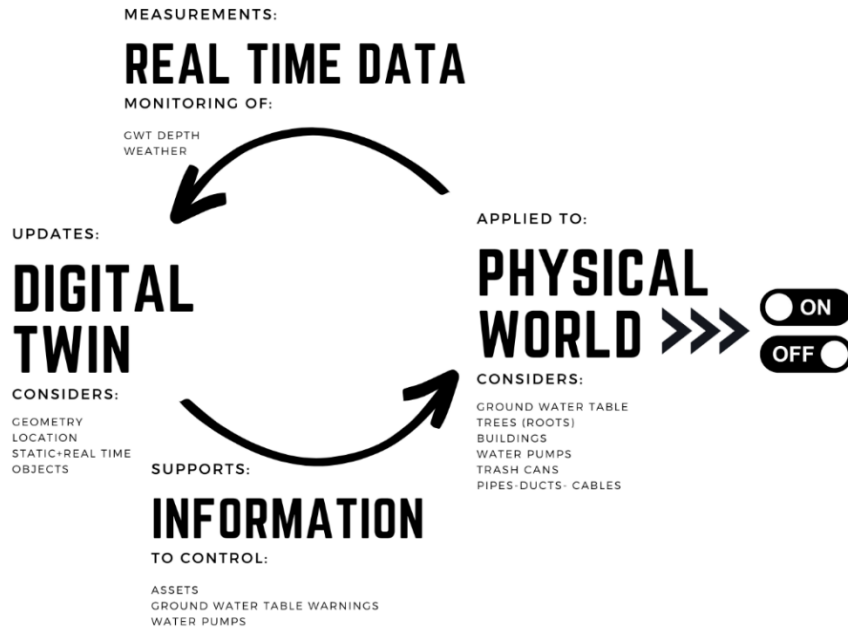 MEASUREMENTS:
REAL TIME DATA
MONITORING OF:
GWT DEPTH
WEATHER
UPDATES:
DIGITAL
TWIN
CONSIDERS:
GEOMETRY
LOCATION
STATIC+REAL TIME
OBJECTS
APPLIED TO:
PHYSICAL
WORLD
ON
OFF
CONSIDERS:
GROUND WATER TABLE
TREES (ROOTS)
BUILDINGS
WATER PUMPS
TRASH CANS
PIPES-DUCTS- CABLES
SUPPORTS:
INFORMATION
TO CONTROL:
ASSETS
GROUND WATER TABLE WARNINGS
WATER PUMPS